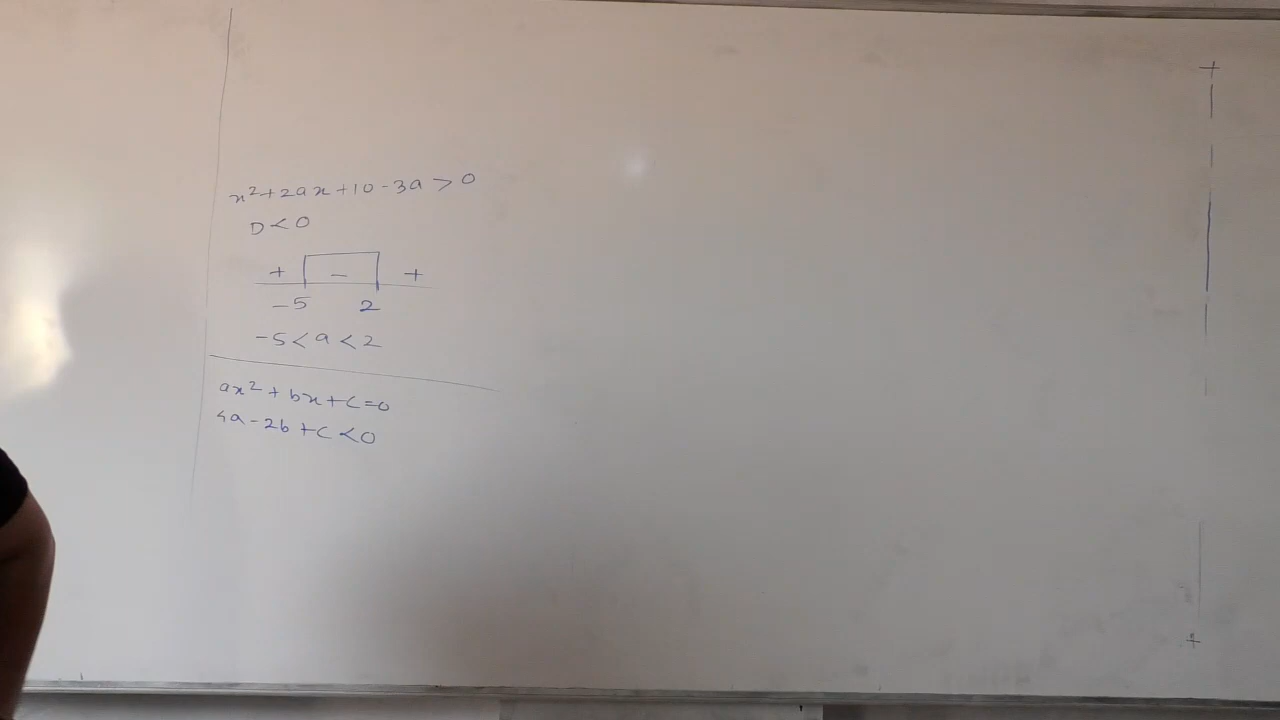 x²+2ax+10-3a>0
D<0
+ - +
-5 2
-5<a<2
ax²+bx+c=0
4a-2b+c<0